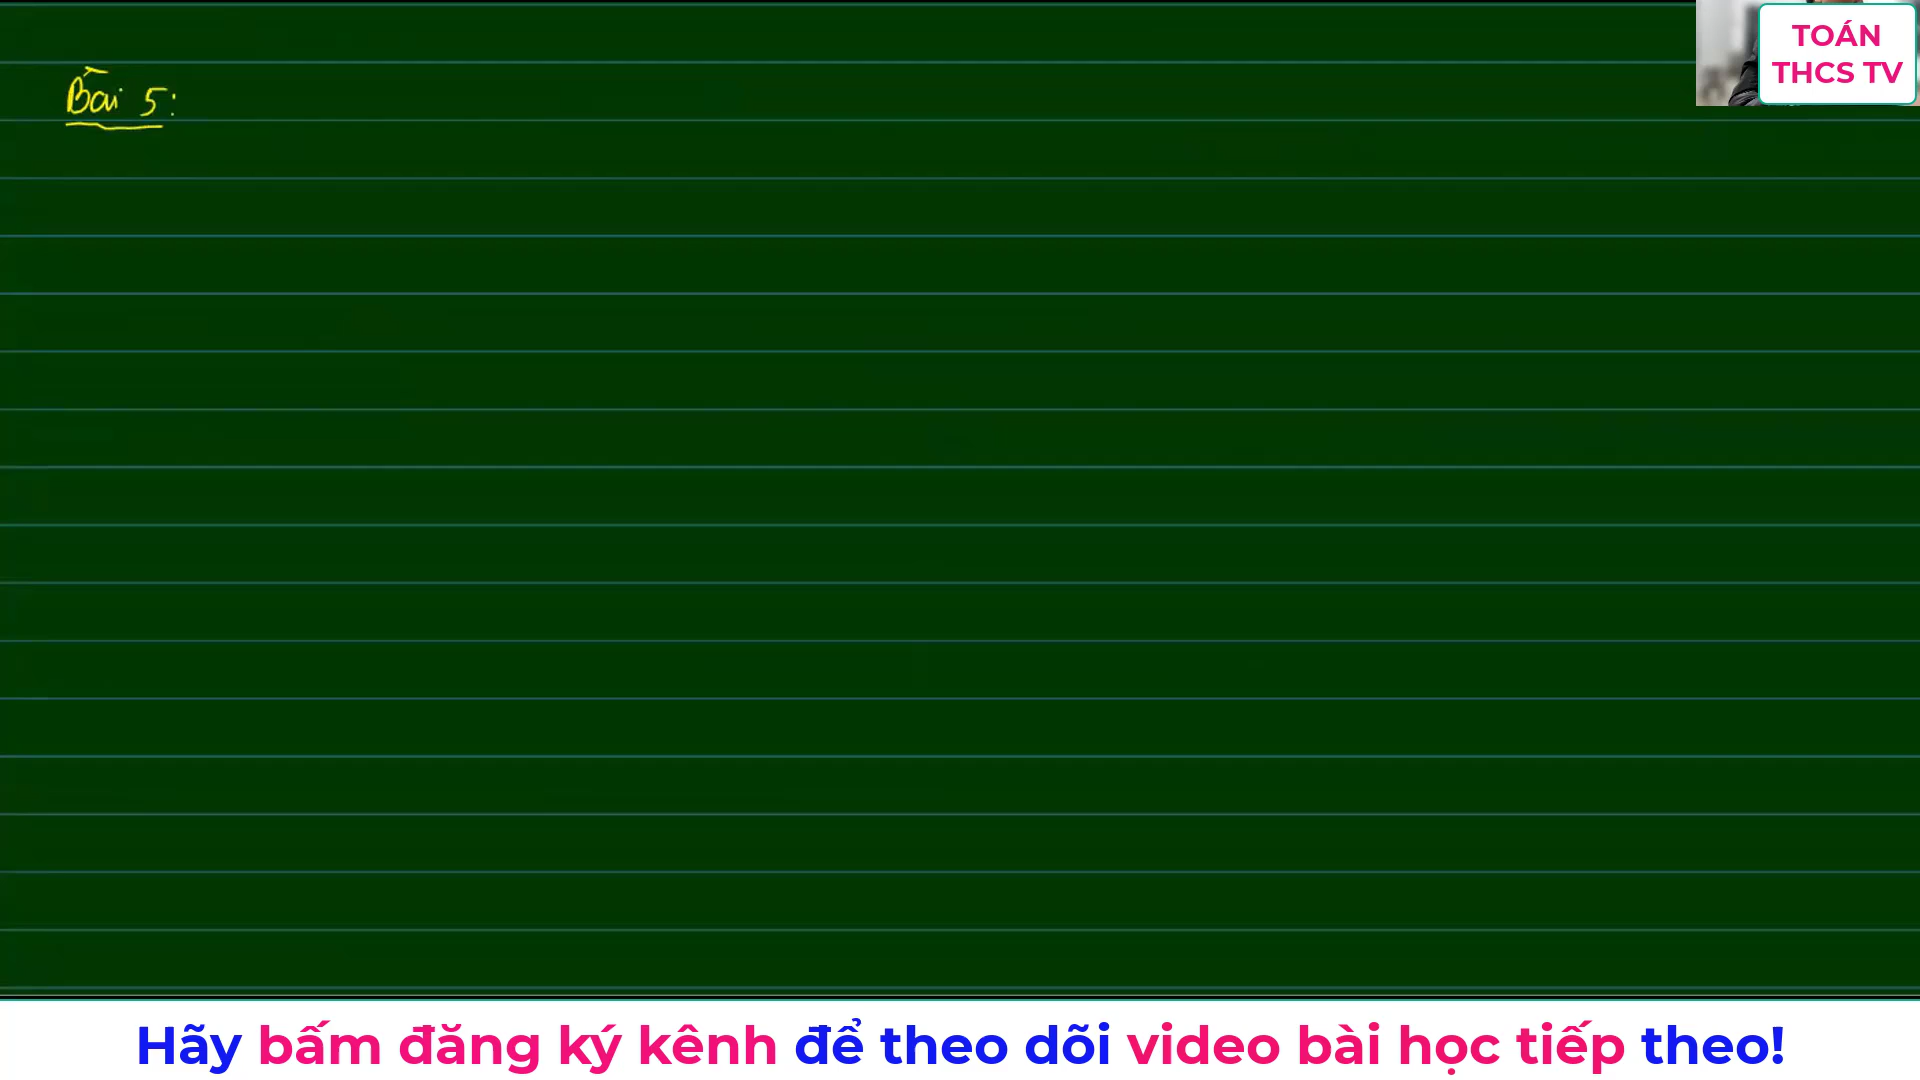 Bài 5:
TOÁN
THCS TV
Hãy bấm đăng ký kênh để theo dõi video bài học tiếp theo!